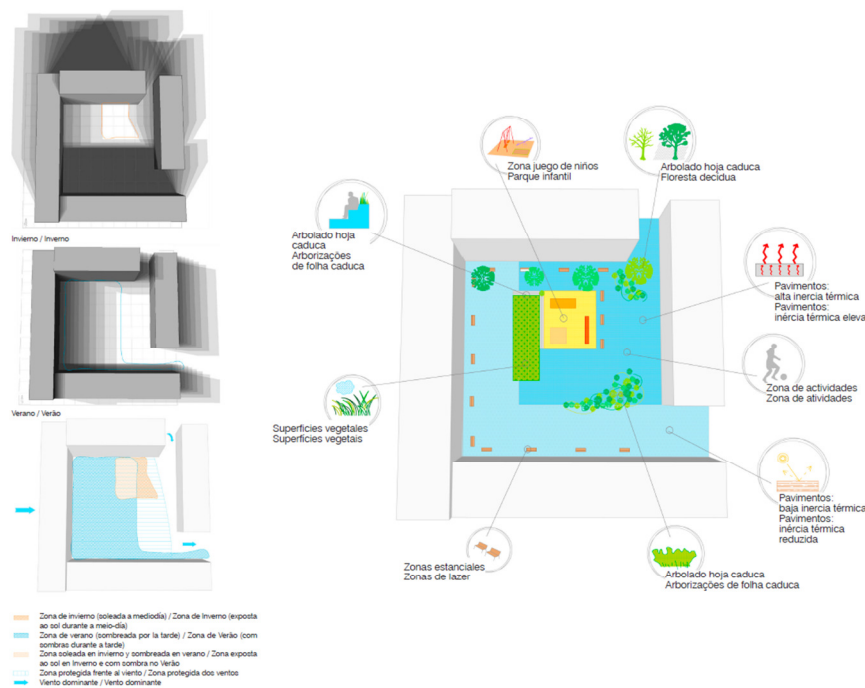 Invierno / Inverno
Verano / Verão
Zona de invierno (soleada a mediodía) / Zona de Inverno (exposta
ao sol durante a meio-dia)
Zona de verano (sombreada por la tarde) / Zona de Verão (com
sombras durante a tarde)
Zona soleada en invierno y sombreada en verano / Zona exposta
ao sol en Inverno e com sombra no Verão
Zona protegida frente al viento / Zona protegida dos ventos
Viento dominante / Vento dominante
Zona juego de niños
Parque infantil
Arbolado hoja caduca
Floresta decidua
Arbolado hoja
caduca
Arborizações
de folha caduca
Pavimentos:
alta inercia térmica
Pavimentos:
inércia térmica eleva
Zona de actividades
Zona de atividades
Superficies vegetales
Superfícies vegetais
Pavimentos:
baja inercia térmica
Pavimentos:
inércia térmica
reduzida
Zonas estanciales
Zonas de lazer
Arbolado hoja caduca
Arborizações de folha caduca